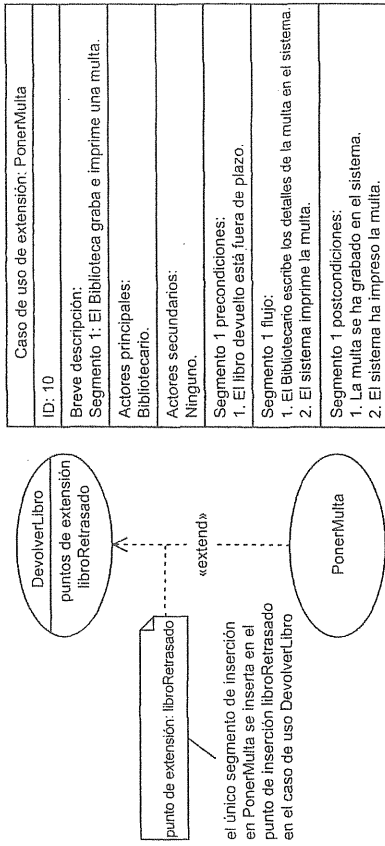 DevolverLibro
puntos de extensión
libroRetrasado
punto de extensión: libroRetrasado
«extend»
el único segmento de inserción
en PonerMulta se inserta en el
punto de inserción libroRetrasado
en el caso de uso DevolverLibro
PonerMulta
Caso de uso de extensión: PonerMulta
ID: 10
Breve descripción:
Segmento 1: El Biblioteca graba e imprime una multa.
Actores principales:
Bibliotecario.
Actores secundarios:
Ninguno.
Segmento 1 precondiciones:
1. El libro devuelto está fuera de plazo.
Segmento 1 flujo:
1. El Bibliotecario escribe los detalles de la multa en el sistema.
2. El sistema imprime la multa.
Segmento 1 postcondiciones:
1. La multa se ha grabado en el sistema.
2. El sistema ha impreso la multa.